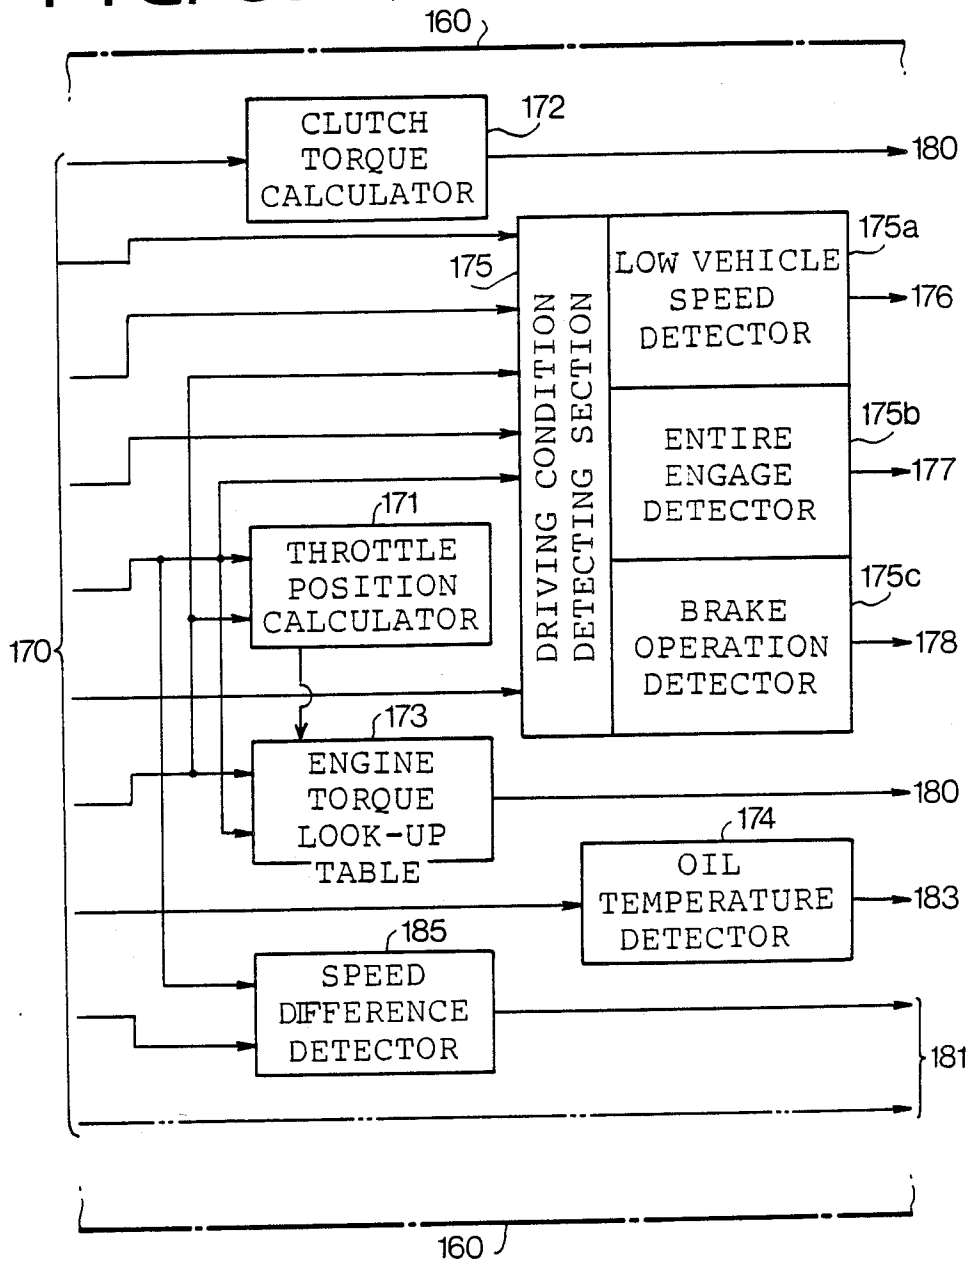 160
172
CLUTCH
TORQUE
CALCULATOR
180
175
DRIVING CONDITION
DETECTING SECTION
175a
LOW VEHICLE
SPEED
DETECTOR
176
175b
ENTIRE
ENGAGE
DETECTOR
177
175c
BRAKE
OPERATION
DETECTOR
178
171
THROTTLE
POSITION
CALCULATOR
170
173
ENGINE
TORQUE
LOOK-UP
TABLE
180
174
OIL
TEMPERATURE
DETECTOR
183
185
SPEED
DIFFERENCE
DETECTOR
181
160